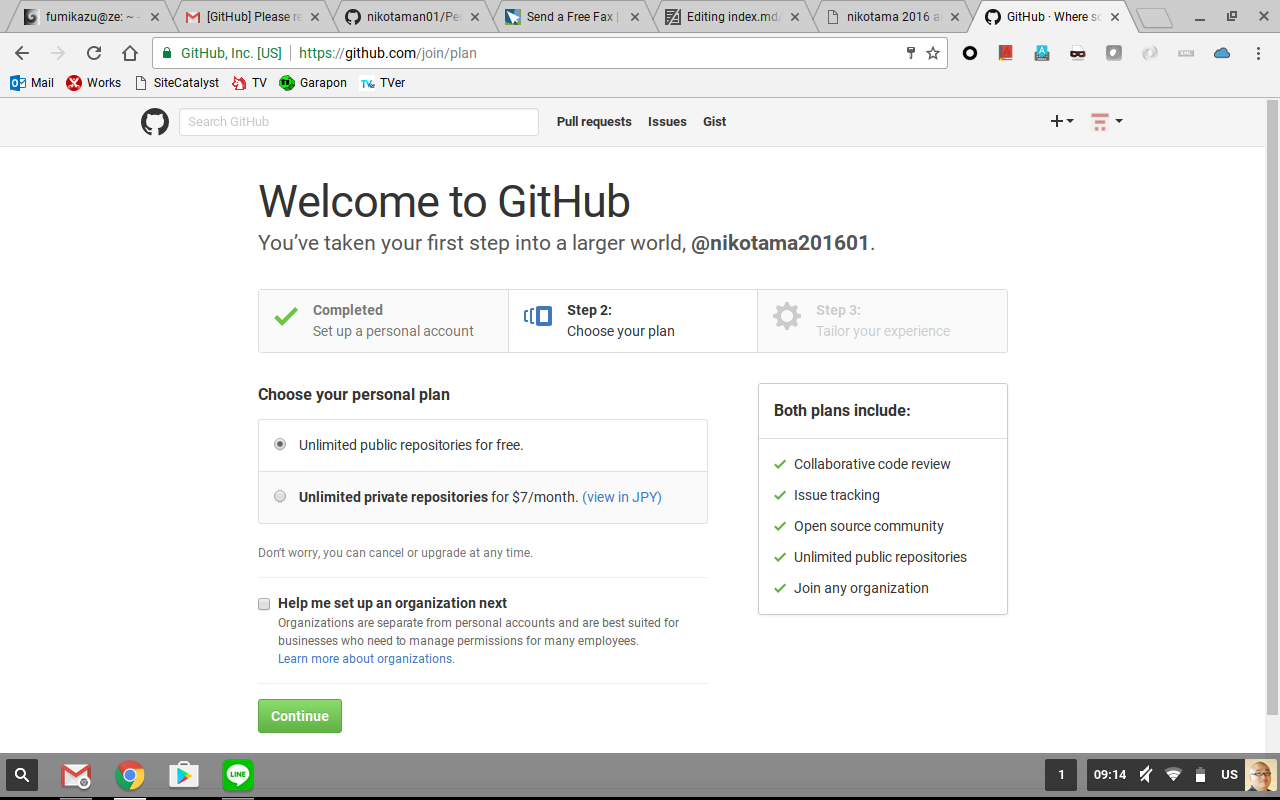 fumikazu@ze: ~
[GitHub] Please re
nikotaman01/Pe
Send a Free Fax |
Editing index.md/
nikotama 2016 a
GitHub · Where so
GitHub, Inc. [US]
https://github.com/join/plan
Mail
Works
SiteCatalyst
TV
Garapon
TVer
Search GitHub
Pull requests
Issues
Gist
Welcome to GitHub
You've taken your first step into a larger world, @nikotama201601.
Completed
Set up a personal account
Step 2:
Choose your plan
Step 3:
Tailor your experience
Choose your personal plan
Unlimited public repositories for free.
Unlimited private repositories for $7/month. (view in JPY)
Don't worry, you can cancel or upgrade at any time.
Help me set up an organization next
Organizations are separate from personal accounts and are best suited for
businesses who need to manage permissions for many employees.
Learn more about organizations.
Continue
Both plans include:
Collaborative code review
Issue tracking
Open source community
Unlimited public repositories
Join any organization
LINE
1
09:14
US